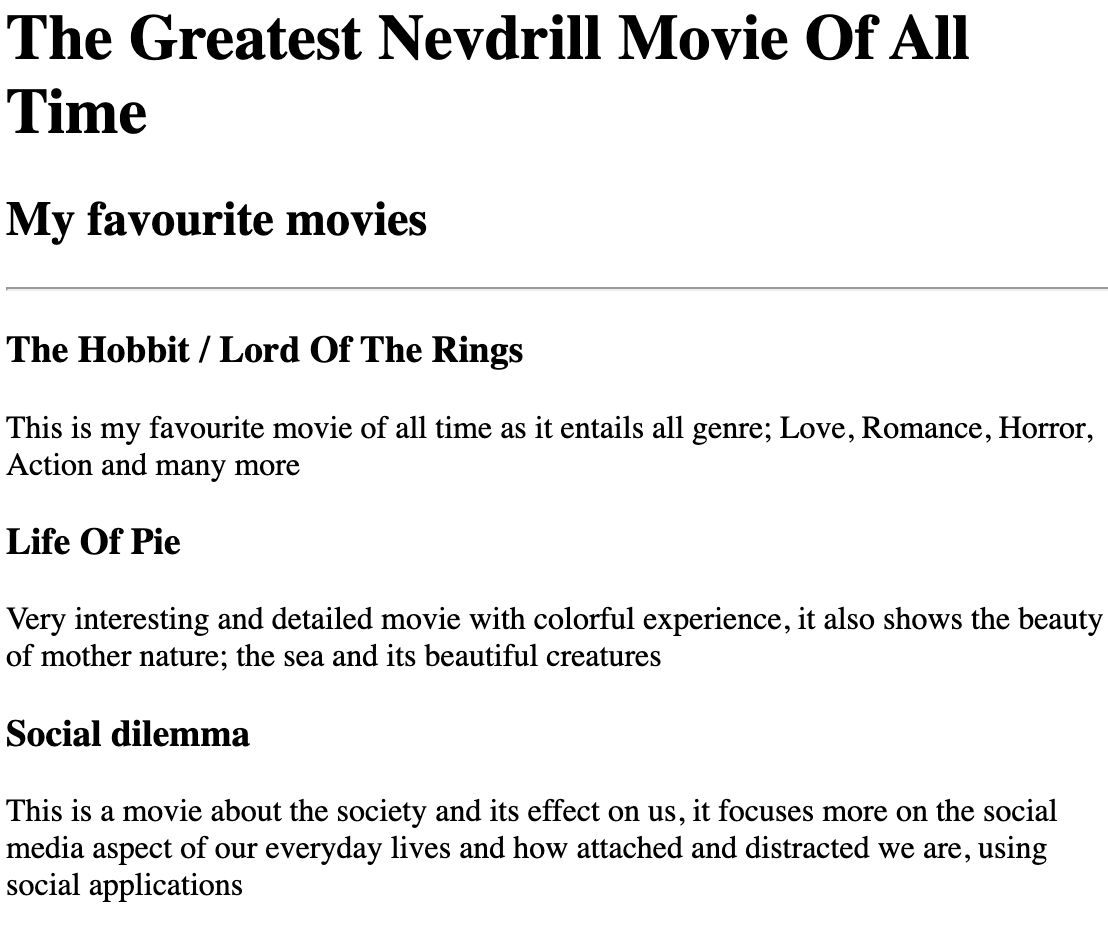 The Greatest Nevdrill Movie Of All
Time
My favourite movies
The Hobbit / Lord Of The Rings
This is my favourite movie of all time as it entails all genre; Love, Romance, Horror,
Action and many more
Life Of Pie
Very interesting and detailed movie with colorful experience, it also shows the beauty
of mother nature; the sea and its beautiful creatures
Social dilemma
This is a movie about the society and its effect on us, it focuses more on the social
media aspect of our everyday lives and how attached and distracted we are, using
social applications